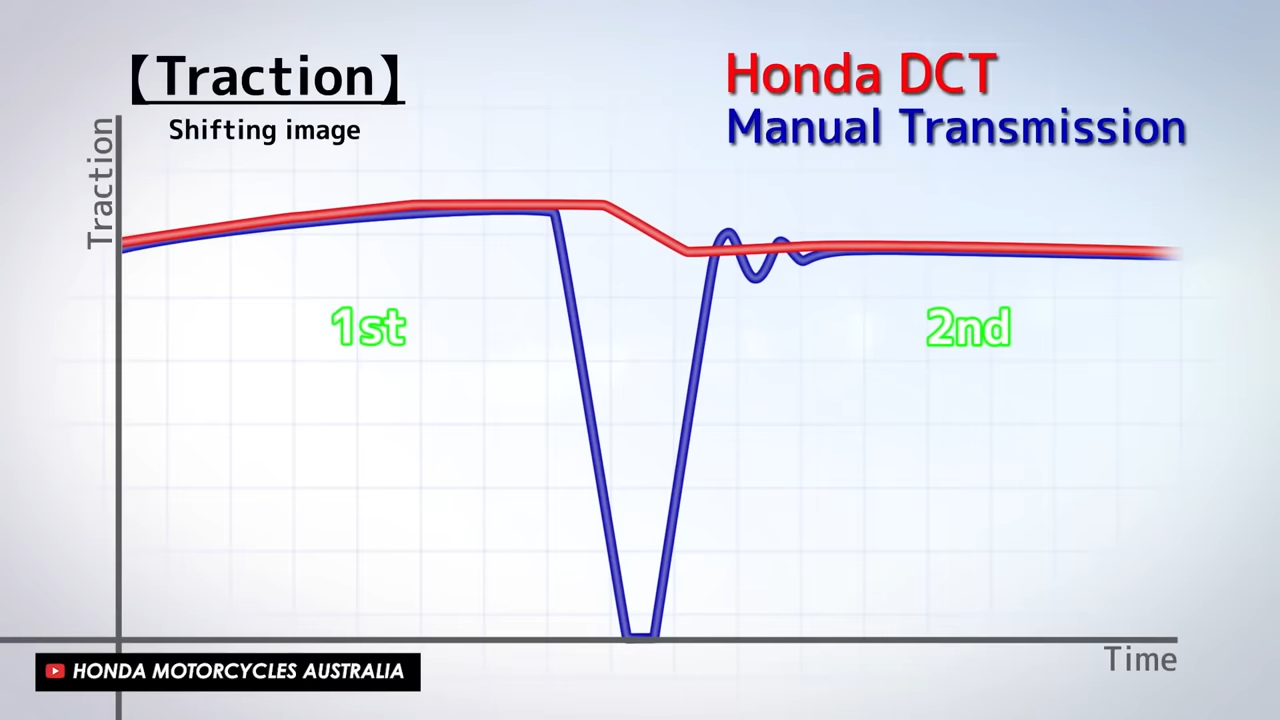 【Traction】
Shifting image
Honda DCT
Manual Transmission
Traction
1st
2nd
Time
HONDA MOTORCYCLES AUSTRALIA